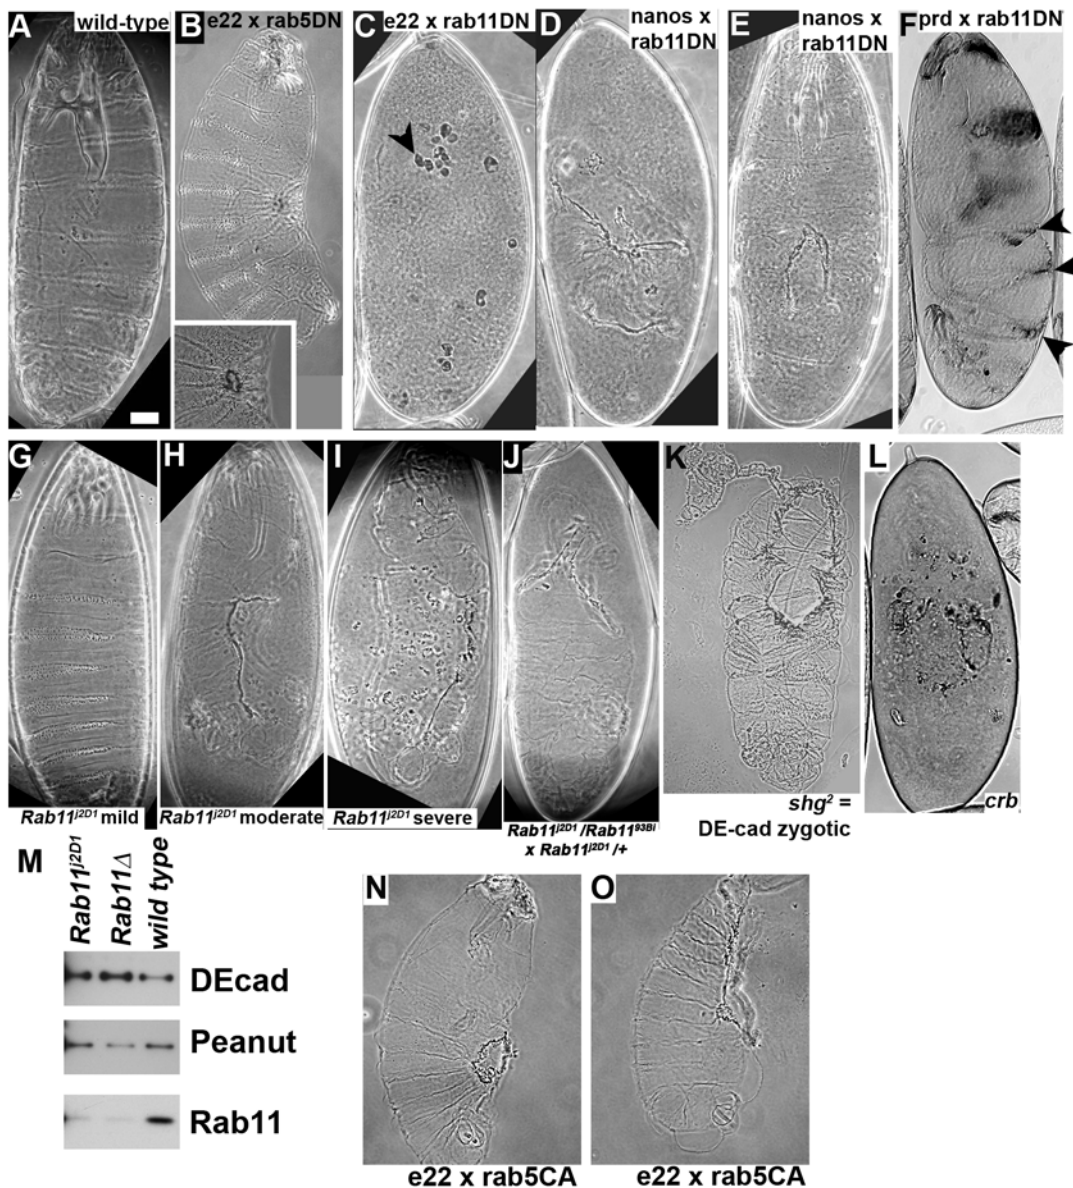 A wild-type
B e22 x rab5DN
C e22 x rab11DN
D nanos x
rab11DN
E nanos x
rab11DN
F prd x rab11DN
G
Rab11j2D1 mild
H
Rab11j2D1 moderate
I
Rab11j2D1 severe
J
Rab11j2D1/Rab1193Bi
x Rab11j2D1/+
K
shg2 =
DE-cad zygotic
L
crb
M
Rab11j2D1
Rab11Δ
wild type
DEcad
Peanut
Rab11
N
e22 x rab5CA
O
e22 x rab5CA